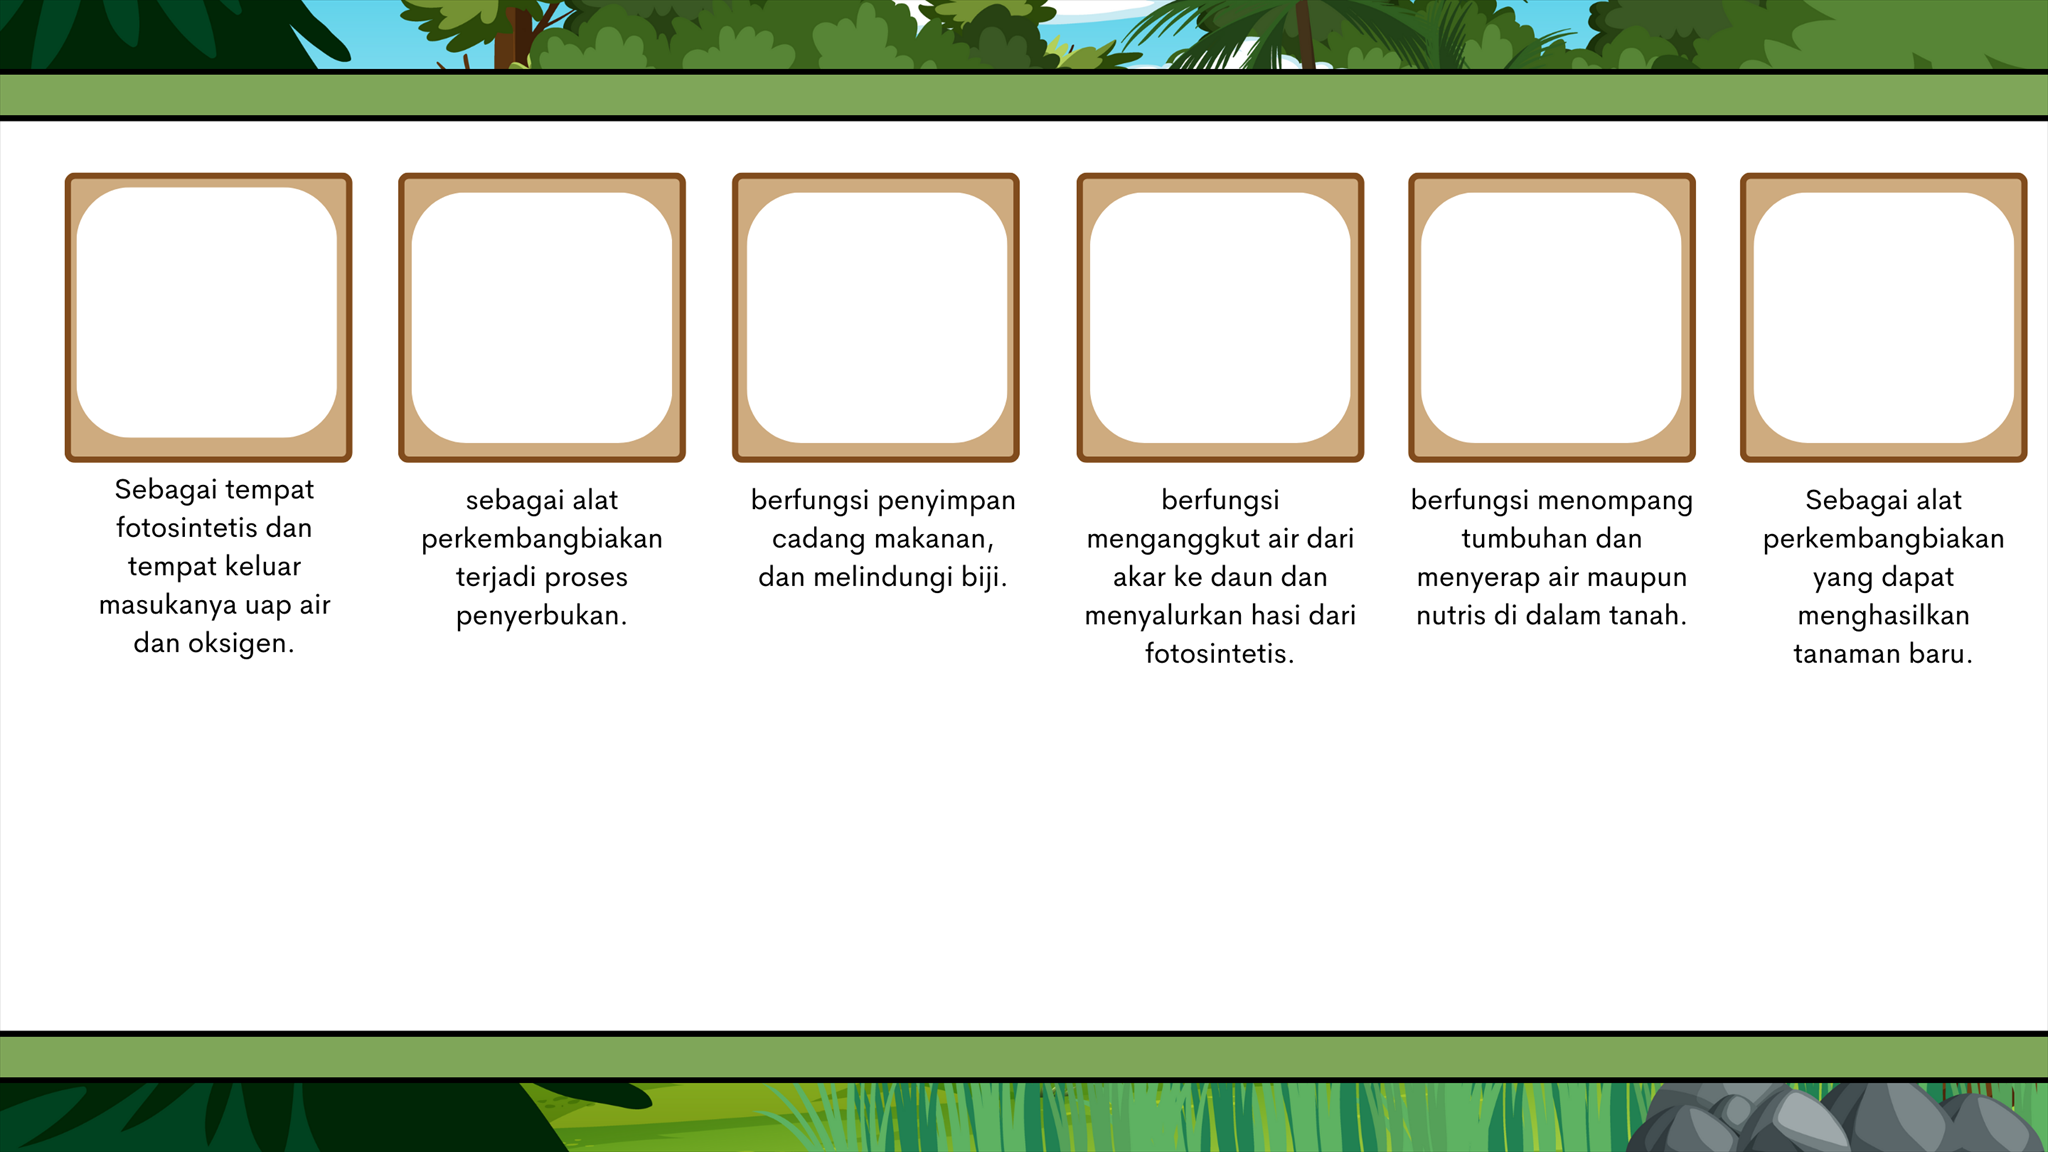 Sebagai tempat
fotosintetis dan
tempat keluar
masukanya uap air
dan oksigen.
sebagai alat
perkembangbiakan
terjadi proses
penyerbukan.
berfungsi penyimpan
cadang makanan,
dan melindungi biji.
berfungsi
menganggkut air dari
akar ke daun dan
menyalurkan hasi dari
fotosintetis.
berfungsi menompang
tumbuhan dan
menyerap air maupun
nutris di dalam tanah.
Sebagai alat
perkembangbiakan
yang dapat
menghasilkan
tanaman baru.